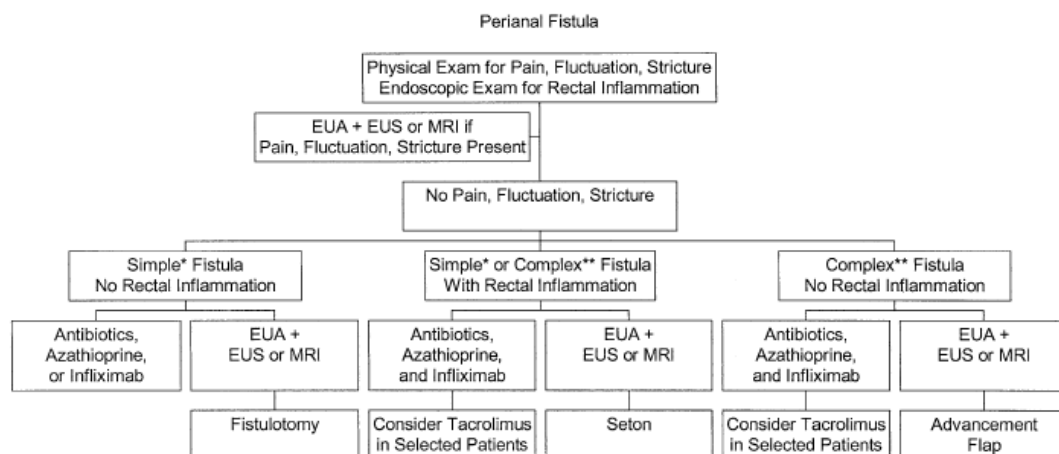 Perianal Fistula
Physical Exam for Pain, Fluctuation, Stricture
Endoscopic Exam for Rectal Inflammation
EUA + EUS or MRI if
Pain, Fluctuation, Stricture Present
No Pain, Fluctuation, Stricture
Simple* Fistula
No Rectal Inflammation
Simple* or Complex** Fistula
With Rectal Inflammation
Complex** Fistula
No Rectal Inflammation
Antibiotics,
Azathioprine,
or Infliximab
EUA +
EUS or MRI
Antibiotics,
Azathioprine,
and Infliximab
EUA +
EUS or MRI
Antibiotics,
Azathioprine,
and Infliximab
EUA +
EUS or MRI
Fistulotomy
Consider Tacrolimus
in Selected Patients
Seton
Consider Tacrolimus
in Selected Patients
Advancement
Flap